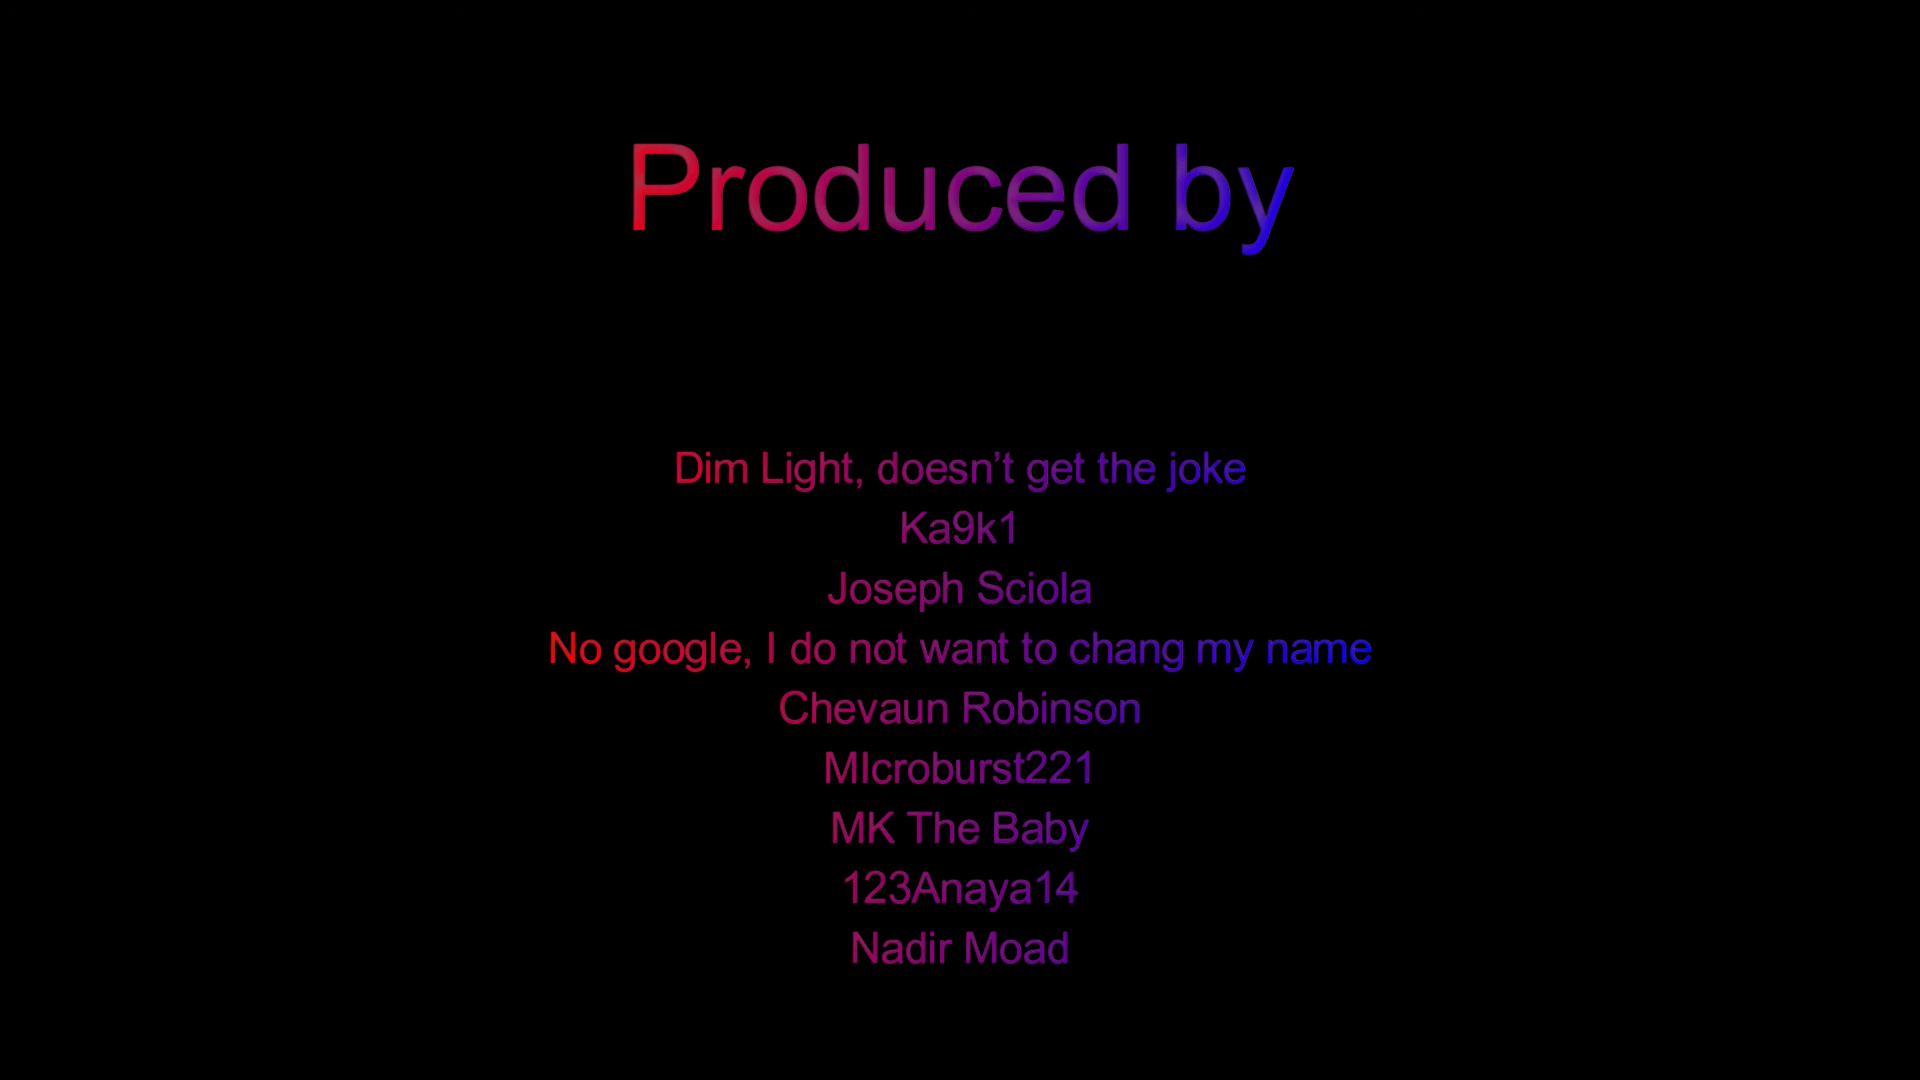 Produced by
Dim Light, doesn’t get the joke
Ka9k1
Joseph Sciola
No google, I do not want to chang my name
Chevaun Robinson
MIcroburst221
MK The Baby
123Anaya14
Nadir Moad